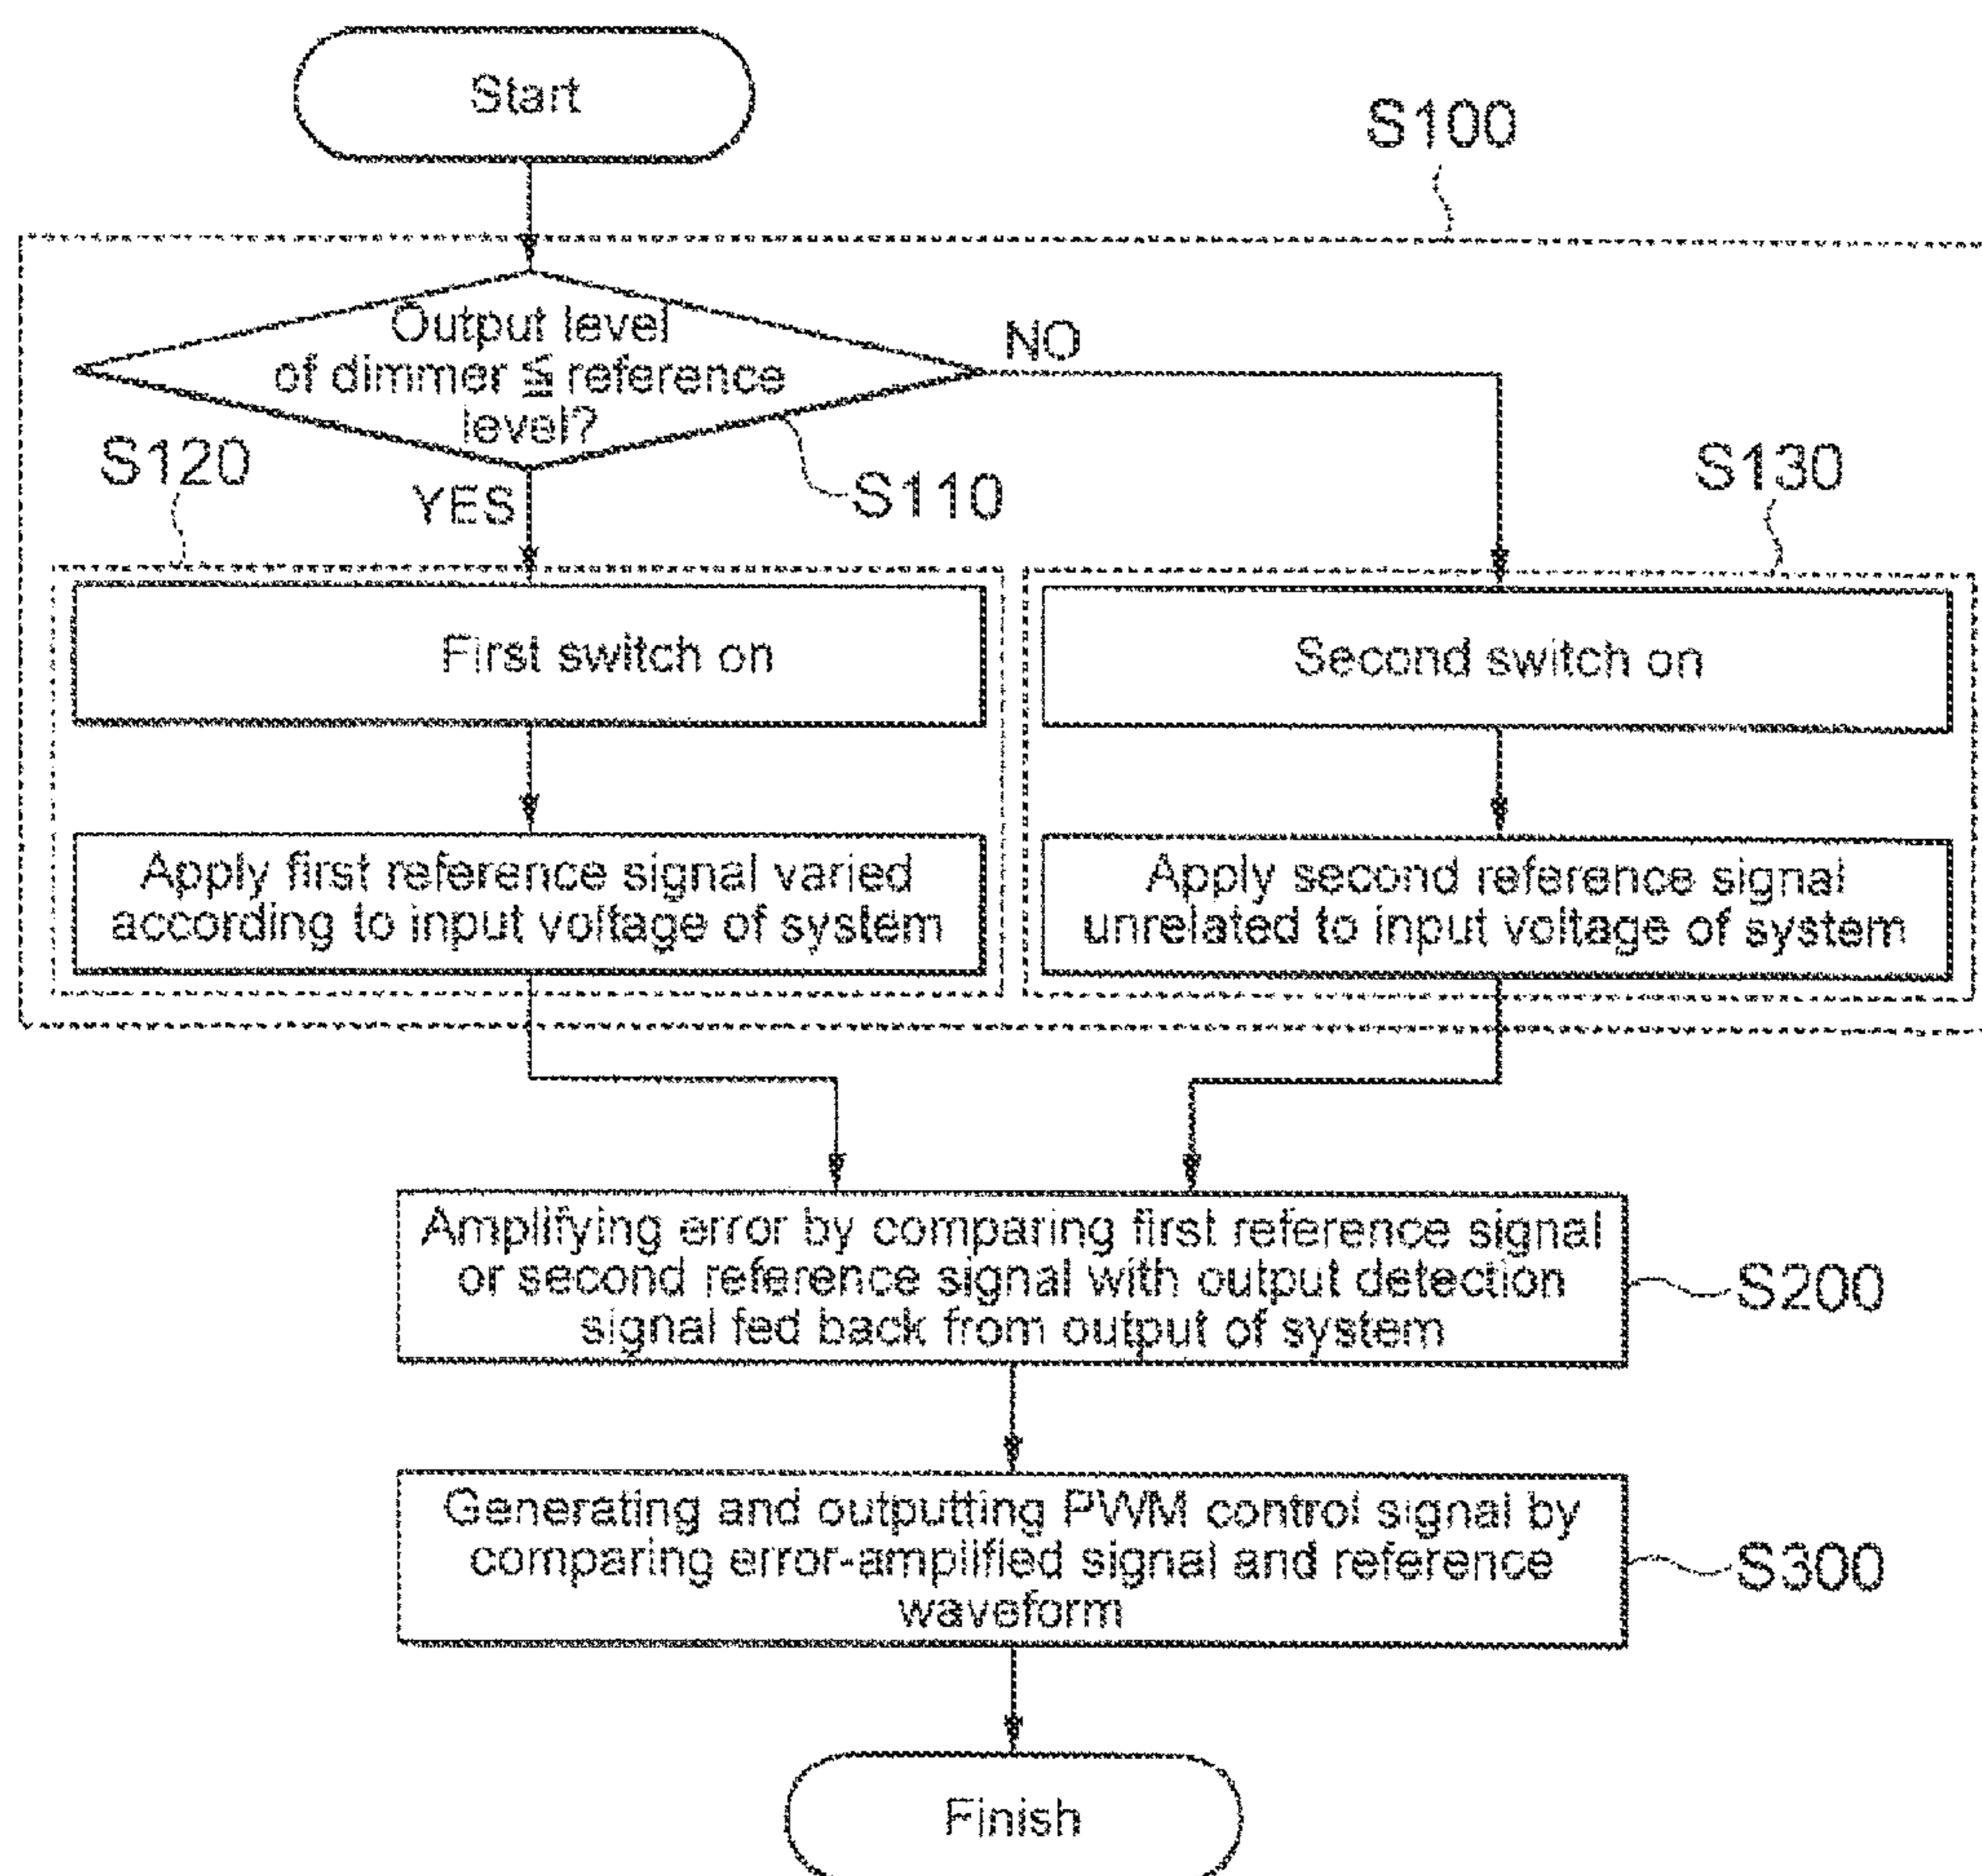 Start
S100
Output level
of dimmer ≦ reference
level?
NO
S120
YES
S110
S130
First switch on
Second switch on
Apply first reference signal varied
according to input voltage of system
Apply second reference signal
unrelated to input voltage of system
Amplifying error by comparing first reference signal
or second reference signal with output detection
signal fed back from output of system
S200
Generating and outputting PWM control signal by
comparing error-amplified signal and reference
waveform
S300
Finish